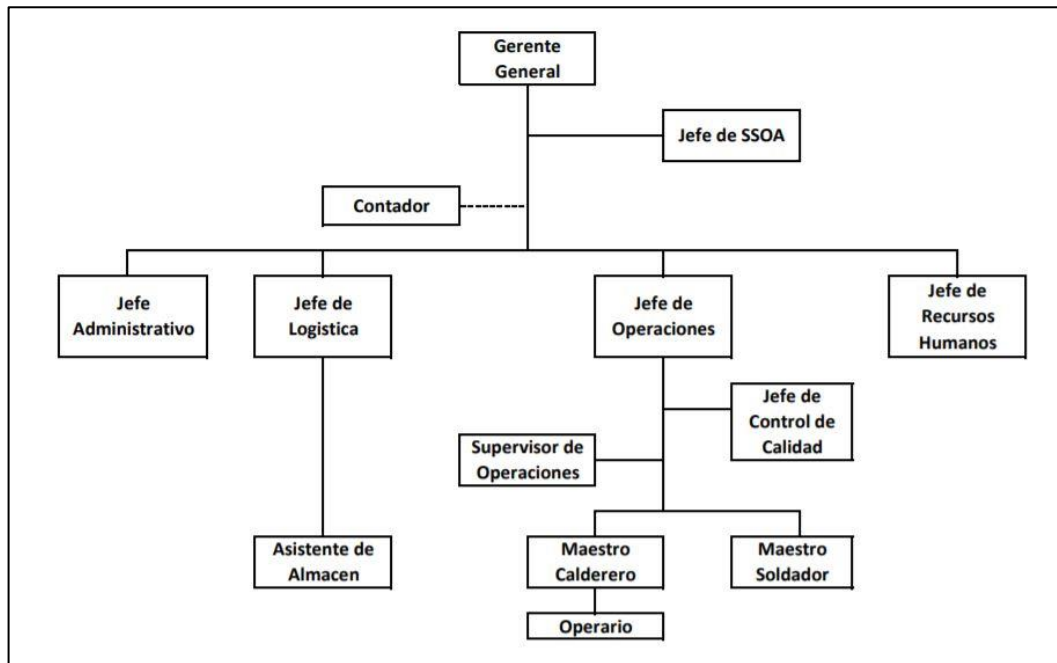 Gerente
General
Jefe de SSOA
Contador
Jefe
Administrativo
Jefe de
Logistica
Jefe de
Operaciones
Jefe de
Recursos
Humanos
Jefe de
Control de
Calidad
Supervisor de
Operaciones
Asistente de
Almacen
Maestro
Calderero
Maestro
Soldador
Operario